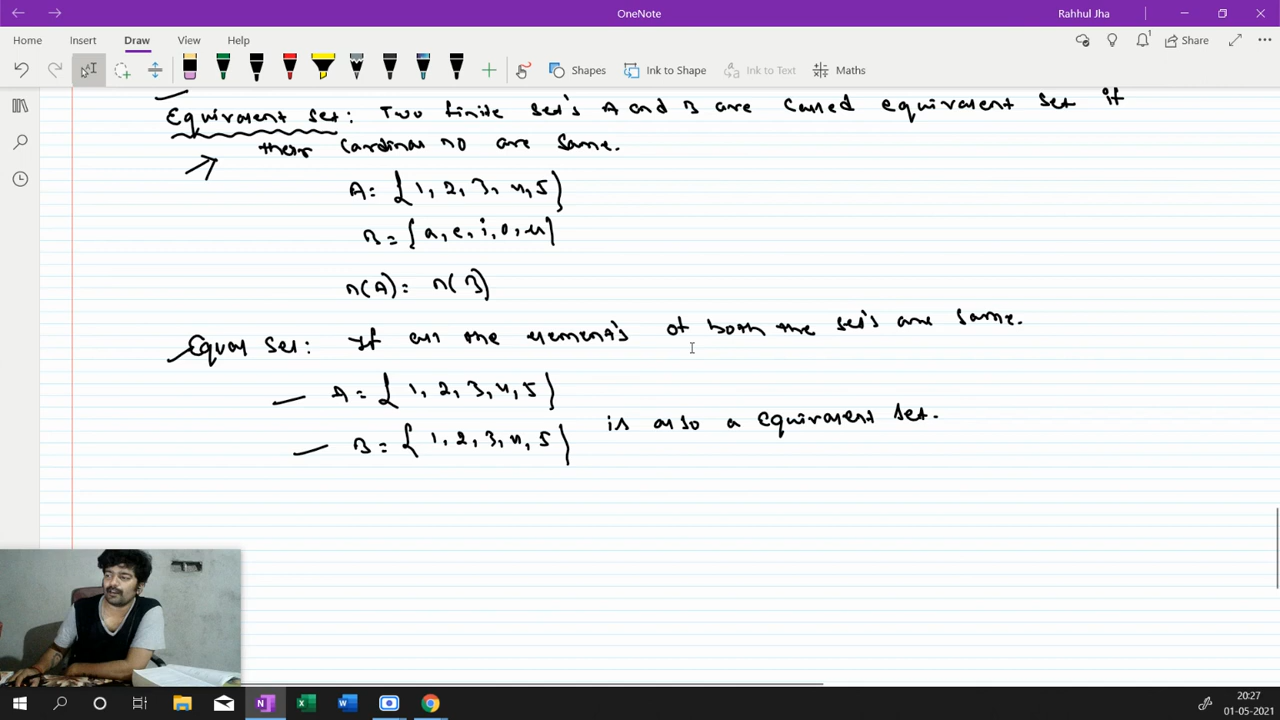 OneNote
Rahhul Jha
Home Insert Draw View Help
Share
Shapes Ink to Shape Ink to Text Maths
Equivalent Set: Two finite set's A and B are called equivalent set if
their Cardinal no are same.
A = {1, 2, 3, 4, 5}
B = {a, e, i, o, u}
n(A) = n(B)
Equal Set: If all the element's of both the set's are same.
A = {1, 2, 3, 4, 5}
is also a equivalent set.
B = {1, 2, 3, 4, 5}
20:27
01-05-2021